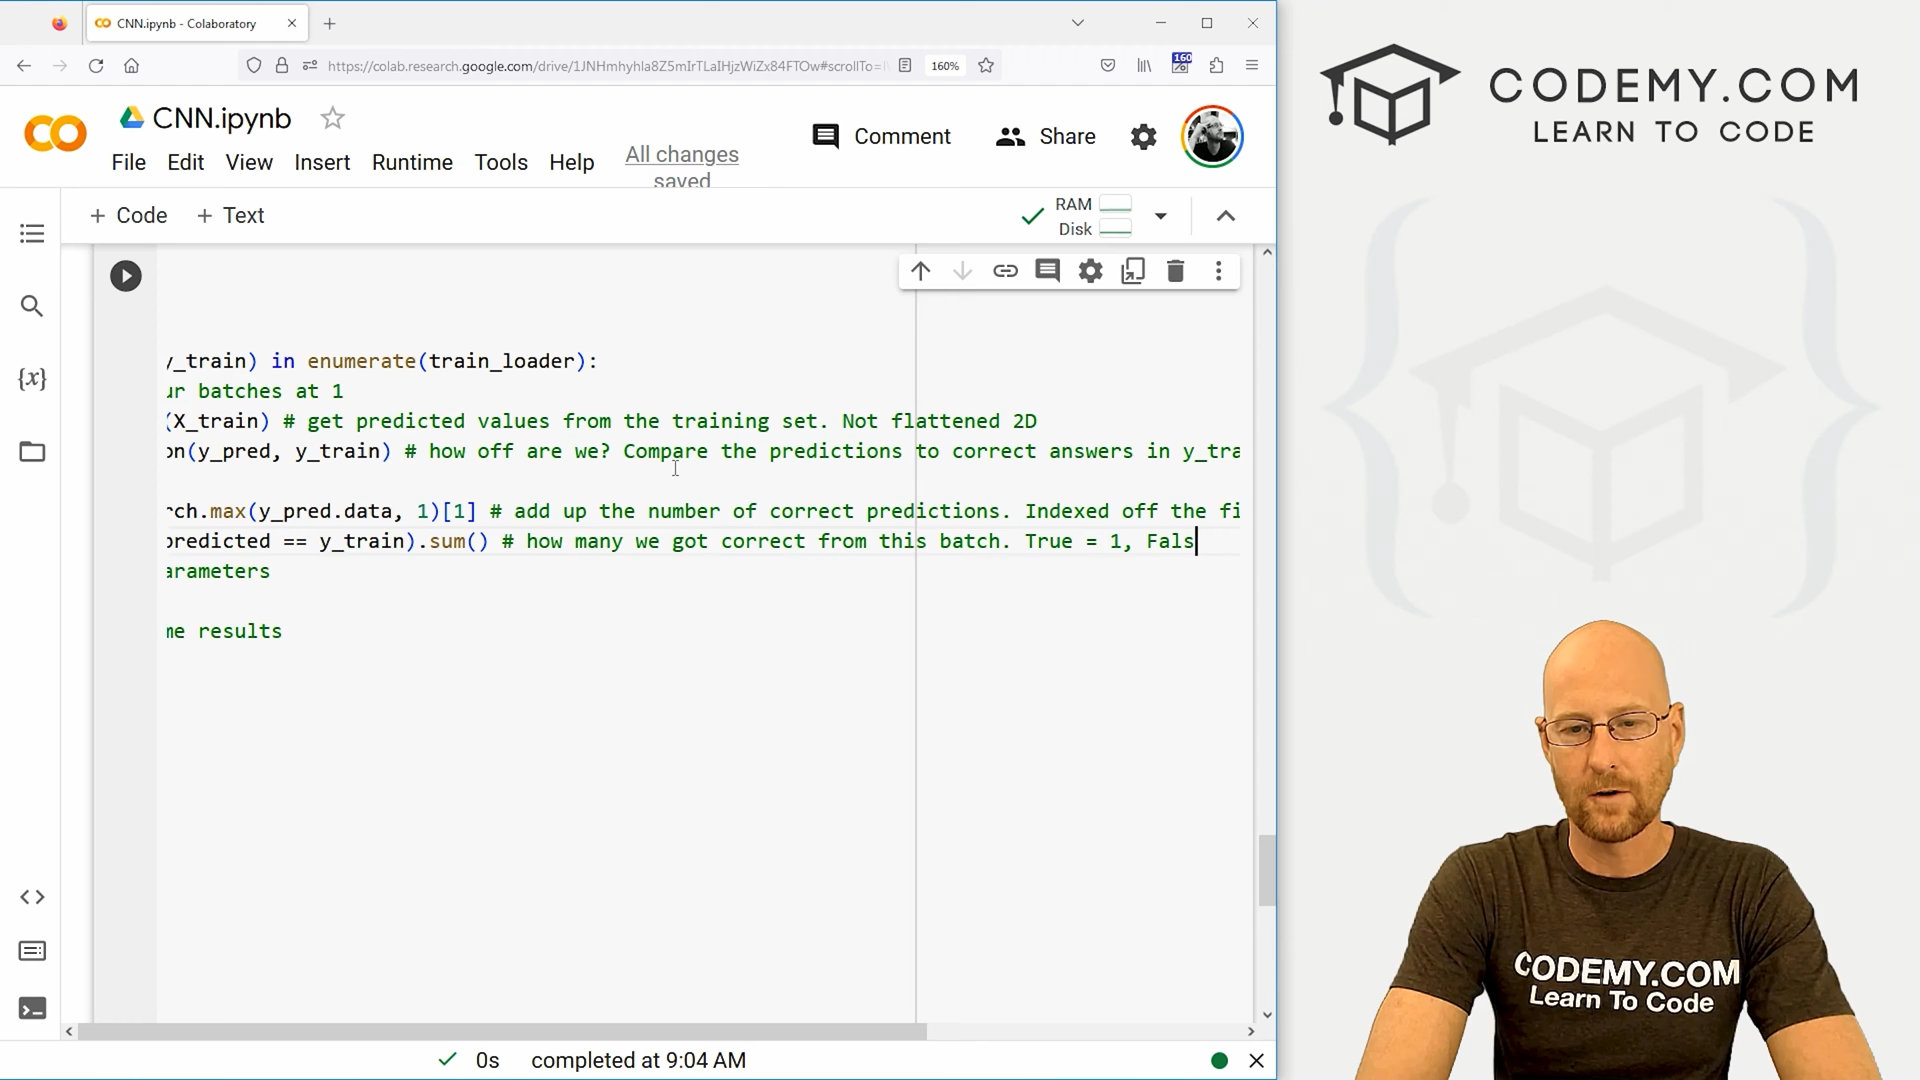 CNN.ipynb - Colaboratory
https://colab.research.google.com/drive/1JNHmhyhla8Z5mIrTLaIHjzWiZx84FTOw#scrollTo=
160%
160
CODEMY.COM
LEARN TO CODE
CNN.ipynb
Comment
Share
File Edit View Insert Runtime Tools Help
All changes
saved
+ Code + Text
RAM
Disk
y_train) in enumerate(train_loader):
ur batches at 1
(X_train) # get predicted values from the training set. Not flattened 2D
on(y_pred, y_train) # how off are we? Compare the predictions to correct answers in y_tra
rch.max(y_pred.data, 1)[1] # add up the number of correct predictions. Indexed off the fi
predicted == y_train).sum() # how many we got correct from this batch. True = 1, Fals
arameters
me results
{x}
0s completed at 9:04 AM
CODEMY.COM
Learn To Code